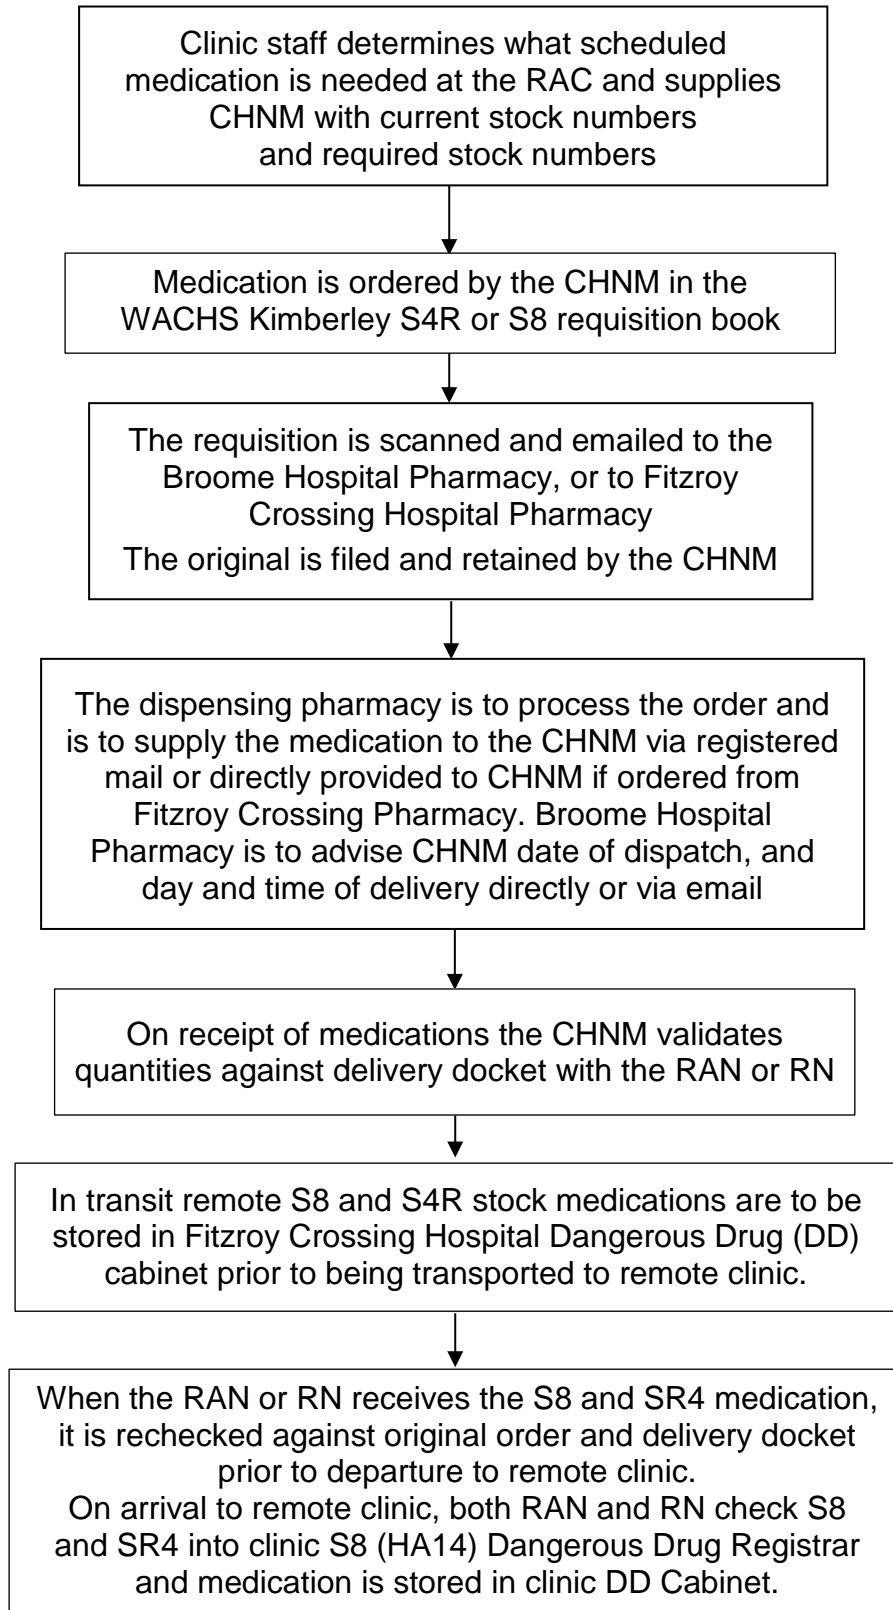 Clinic staff determines what scheduled
medication is needed at the RAC and supplies
CHNM with current stock numbers
and required stock numbers
Medication is ordered by the CHNM in the
WACHS Kimberley S4R or S8 requisition book
The requisition is scanned and emailed to the
Broome Hospital Pharmacy, or to Fitzroy
Crossing Hospital Pharmacy
The original is filed and retained by the CHNM
The dispensing pharmacy is to process the order and
is to supply the medication to the CHNM via registered
mail or directly provided to CHNM if ordered from
Fitzroy Crossing Pharmacy. Broome Hospital
Pharmacy is to advise CHNM date of dispatch, and
day and time of delivery directly or via email
On receipt of medications the CHNM validates
quantities against delivery docket with the RAN or RN
In transit remote S8 and S4R stock medications are to be
stored in Fitzroy Crossing Hospital Dangerous Drug (DD)
cabinet prior to being transported to remote clinic.
When the RAN or RN receives the S8 and SR4 medication,
it is rechecked against original order and delivery docket
prior to departure to remote clinic.
On arrival to remote clinic, both RAN and RN check S8
and SR4 into clinic S8 (HA14) Dangerous Drug Registrar
and medication is stored in clinic DD Cabinet.